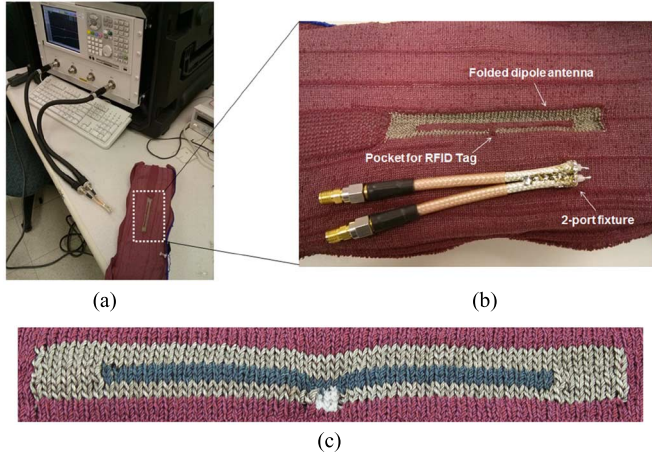 Folded dipole antenna
Pocket for RFID Tag
2-port fixture
(a)
(b)
(c)